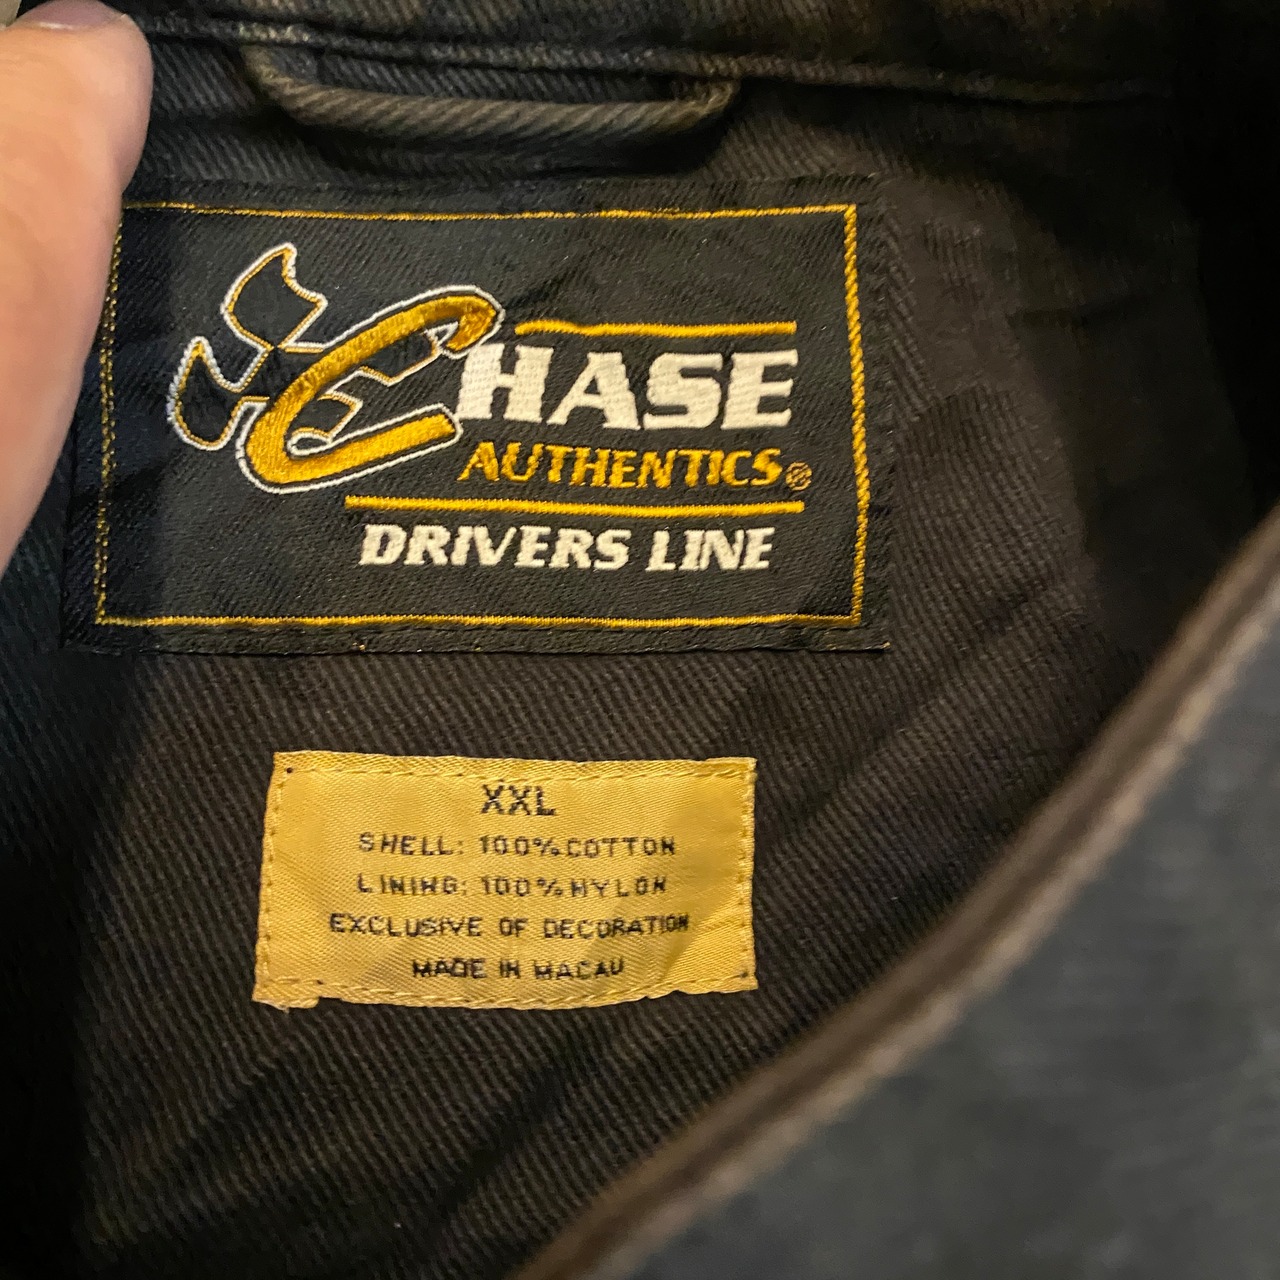 CHASE
AUTHENTICS®
DRIVERS LINE
XXL
SHELL: 100% COTTON
LINING: 100% NYLON
EXCLUSIVE OF DECORATION
MADE IN MACAU